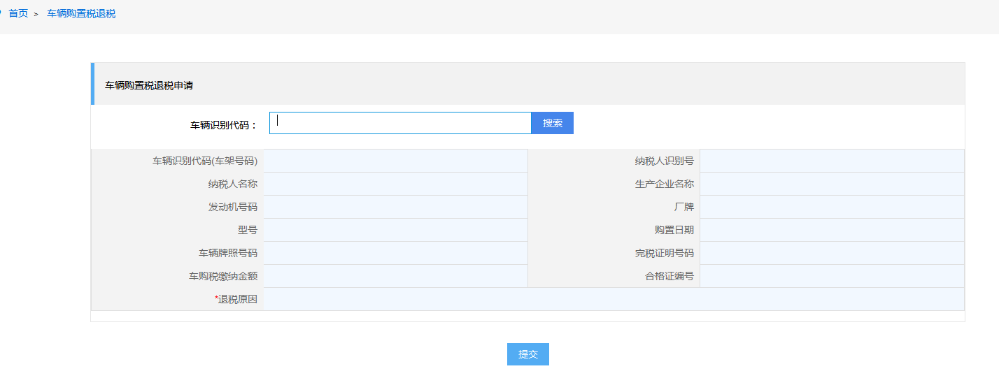 首页 > 车辆购置税退税
车辆购置税退税申请
车辆识别代码： 搜索
车辆识别代码(车架号码) 纳税人识别号
纳税人名称 生产企业名称
发动机号码 厂牌
型号 购置日期
车辆牌照号码 完税证明号码
车购税缴纳金额 合格证编号
*退税原因
提交